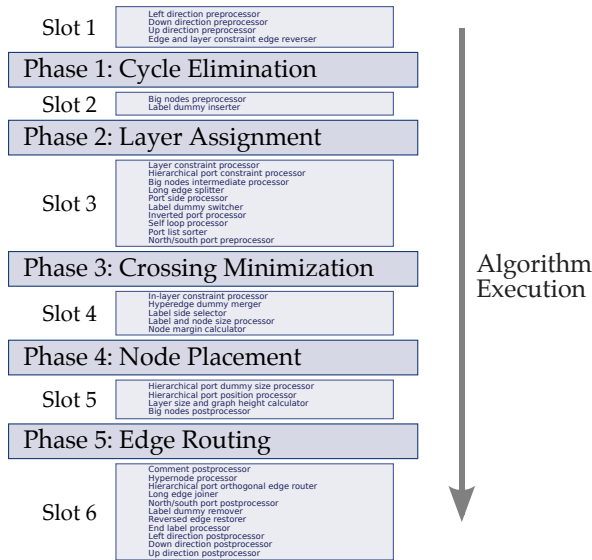 Slot 1
Left direction preprocessor
Down direction preprocessor
Up direction preprocessor
Edge and layer constraint edge reverser
Phase 1: Cycle Elimination
Slot 2
Big nodes preprocessor
Label dummy inserter
Phase 2: Layer Assignment
Slot 3
Layer constraint processor
Hierarchical port constraint processor
Big nodes intermediate processor
Long edge splitter
Port side processor
Label dummy switcher
Inverted port processor
Self loop processor
Port list sorter
North/south port preprocessor
Phase 3: Crossing Minimization
Slot 4
In-layer constraint processor
Hyperedge dummy merger
Label side selector
Label and node size processor
Node margin calculator
Phase 4: Node Placement
Slot 5
Hierarchical port dummy size processor
Hierarchical port position processor
Layer size and graph height calculator
Big nodes postprocessor
Phase 5: Edge Routing
Slot 6
Comment postprocessor
Hypernode processor
Hierarchical port orthogonal edge router
Long edge joiner
North/south port postprocessor
Label dummy remover
Reversed edge restorer
End label processor
Left direction postprocessor
Down direction postprocessor
Up direction postprocessor
Algorithm
Execution